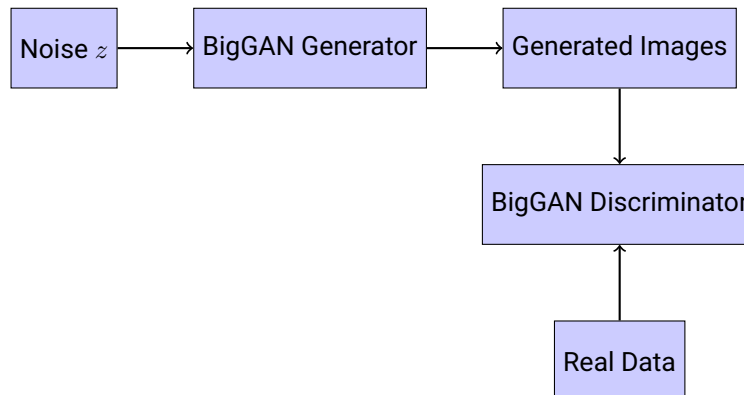 Noise z
BigGAN Generator
Generated Images
BigGAN Discriminator
Real Data